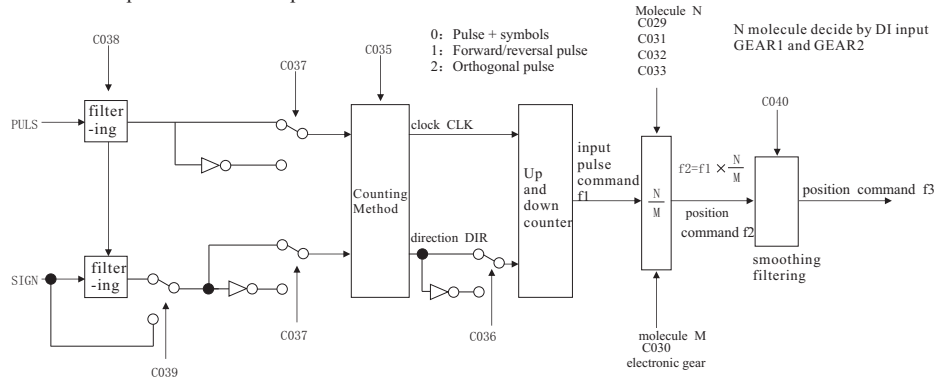 C038
C037
C035
0: Pulse + symbols
1: Forward/reversal pulse
2: Orthogonal pulse
Molecule N
C029
C031
C032
C033
N molecule decide by DI input
GEAR1 and GEAR2
C040
PULS
filter
-ing
clock CLK
Counting
Method
direction DIR
Up
and
down
counter
input
pulse
command
f1
N
M
f2=f1 × N
M
position
command f2
position command f3
smoothing
filtering
SIGN
filter
-ing
C039
C037
C036
molecule M
C030
electronic gear